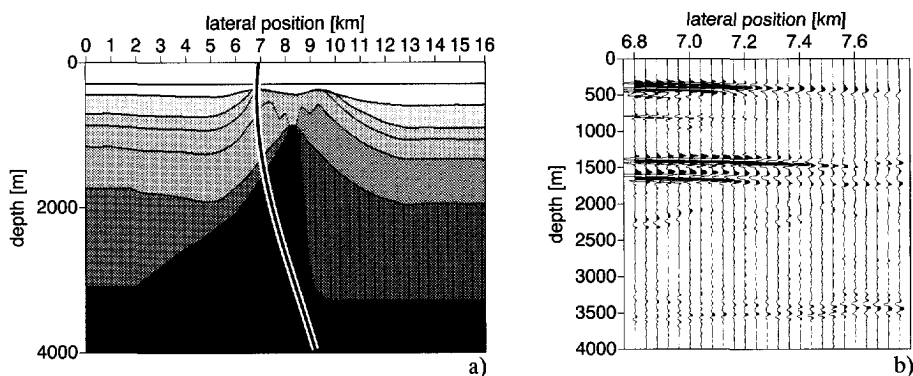 lateral position [km]
0 1 2 3 4 5 6 7 8 9 10 11 12 13 14 15 16
0
2000
4000
depth [m]
a)
lateral position [km]
6.8 7.0 7.2 7.4 7.6
0
500
1000
1500
2000
2500
3000
3500
4000
depth [m]
b)